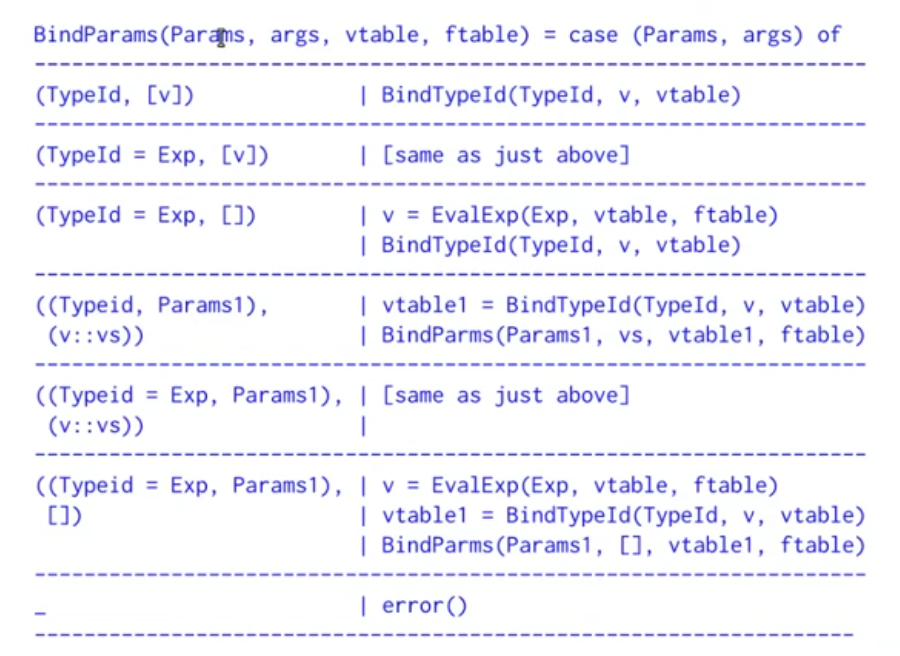 BindParams(Params, args, vtable, ftable) = case (Params, args) of
-------------------------------------------------------------------
(TypeId, [v])             | BindTypeId(TypeId, v, vtable)
-------------------------------------------------------------------
(TypeId = Exp, [v])       | [same as just above]
-------------------------------------------------------------------
(TypeId = Exp, [])        | v = EvalExp(Exp, vtable, ftable)
                          | BindTypeId(TypeId, v, vtable)
-------------------------------------------------------------------
((Typeid, Params1),       | vtable1 = BindTypeId(TypeId, v, vtable)
 (v::vs))                 | BindParms(Params1, vs, vtable1, ftable)
-------------------------------------------------------------------
((Typeid = Exp, Params1), | [same as just above]
 (v::vs))                 |
-------------------------------------------------------------------
((Typeid = Exp, Params1), | v = EvalExp(Exp, vtable, ftable)
 [])                      | vtable1 = BindTypeId(TypeId, v, vtable)
                          | BindParms(Params1, [], vtable1, ftable)
-------------------------------------------------------------------
_                         | error()
------------------------------------------------------------------